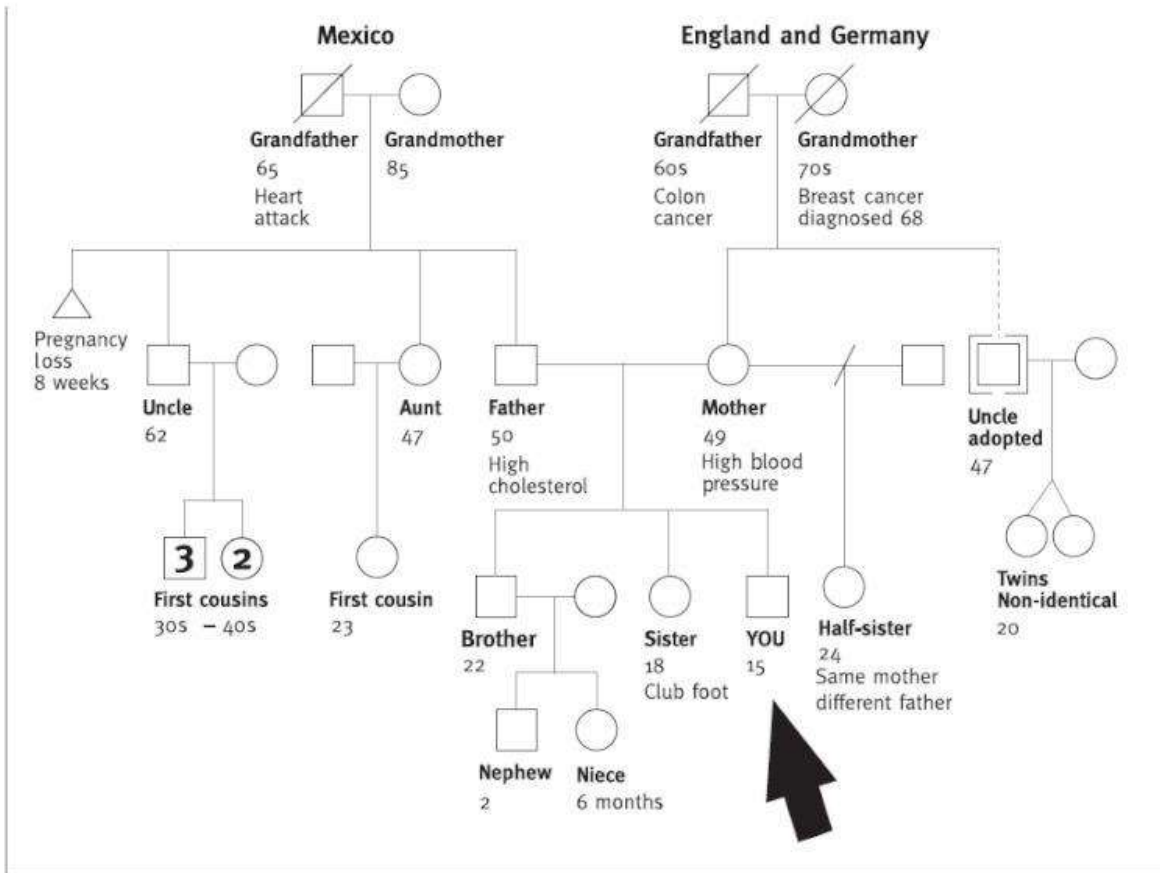 Mexico
England and Germany
Grandfather
65
Heart
attack
Grandmother
85
Grandfather
60s
Colon
cancer
Grandmother
70s
Breast cancer
diagnosed 68
Pregnancy
loss
8 weeks
Uncle
62
Aunt
47
Father
50
High
cholesterol
Mother
49
High blood
pressure
Uncle
adopted
47
3
2
First cousins
30s – 40s
First cousin
23
Brother
22
Sister
18
Club foot
YOU
15
Half-sister
24
Same mother
different father
Twins
Non-identical
20
Nephew
2
Niece
6 months